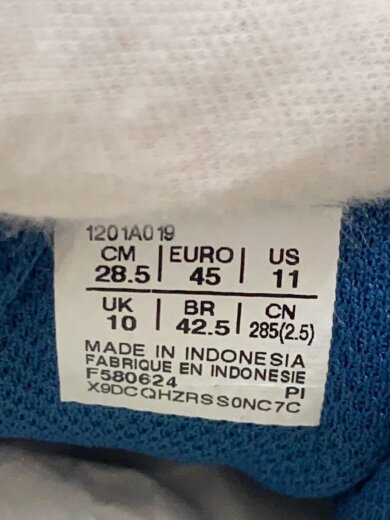 1201A019
CM | EURO | US
28.5 | 45 | 11
UK | BR | CN
10 | 42.5 | 285(2.5)
MADE IN INDONESIA
FABRIQUE EN INDONESIE
F580624 PI
X9DCQHZRSS0NC7C